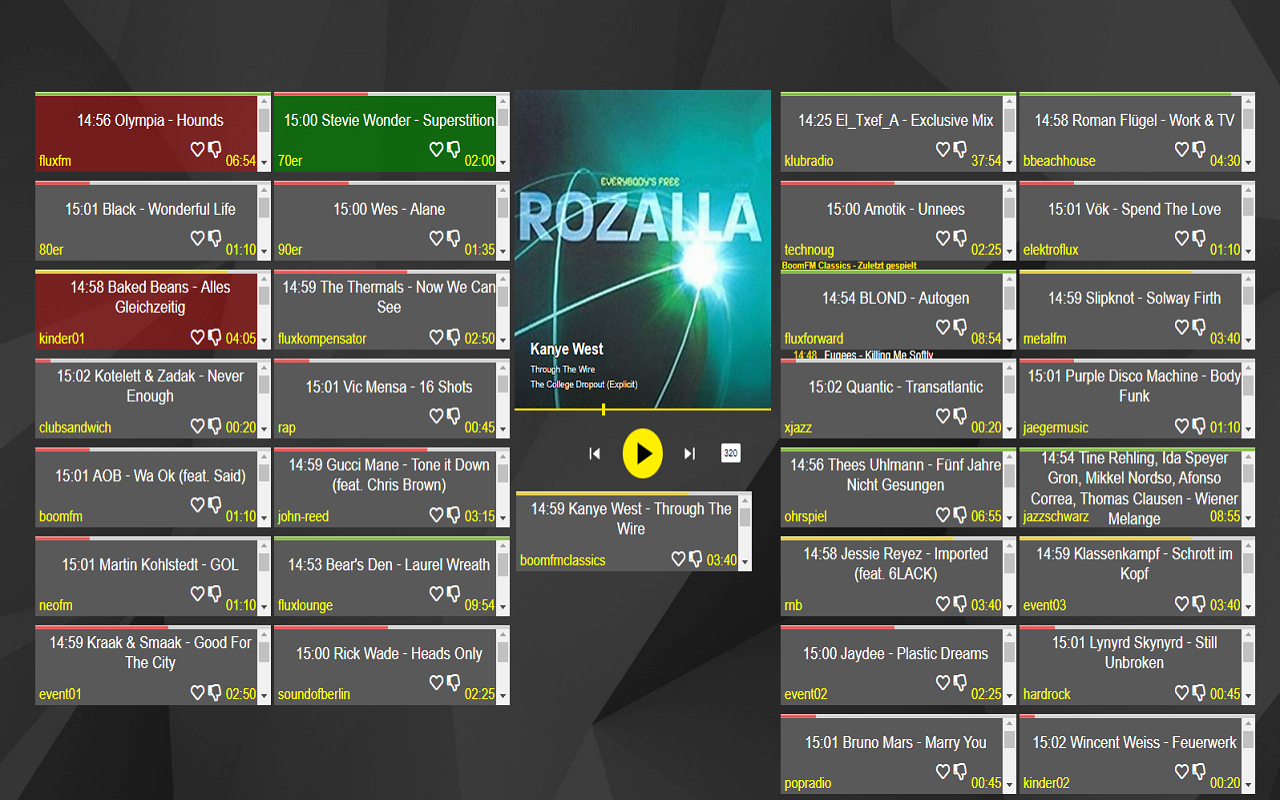 14:56 Olympia - Hounds
fluxfm
06:54
15:00 Stevie Wonder - Superstition
70er
02:00
15:01 Black - Wonderful Life
80er
01:10
15:00 Wes - Alane
90er
01:35
14:58 Baked Beans - Alles
Gleichzeitig
kinder01
04:05
14:59 The Thermals - Now We Can
See
fluxkompensator
02:50
15:02 Kotelett & Zadak - Never
Enough
clubsandwich
00:20
15:01 Vic Mensa - 16 Shots
rap
00:45
15:01 AOB - Wa Ok (feat. Said)
boomfm
01:10
14:59 Gucci Mane - Tone it Down
(feat. Chris Brown)
john-reed
03:15
15:01 Martin Kohlstedt - GOL
neofm
01:10
14:53 Bear's Den - Laurel Wreath
fluxlounge
09:54
14:59 Kraak & Smaak - Good For
The City
event01
02:50
15:00 Rick Wade - Heads Only
soundofberlin
02:25
EVERYBODY'S FREE
ROZALLA
Kanye West
Through The Wire
The College Dropout (Explicit)
320
14:59 Kanye West - Through The
Wire
boomfmclassics
03:40
14:25 El_Txef_A - Exclusive Mix
klubradio
37:54
14:58 Roman Flügel - Work & TV
bbeachhouse
04:30
15:00 Amotik - Unnees
technoug
02:25
15:01 Vök - Spend The Love
elektroflux
01:10
BoomFM Classics - Zuletzt gespielt
14:54 BLOND - Autogen
fluxforward
08:54
14:59 Slipknot - Solway Firth
metalfm
03:40
14:48 Fugees - Killing Me Softly
15:02 Quantic - Transatlantic
xjazz
00:20
15:01 Purple Disco Machine - Body
Funk
jaegermusic
01:10
14:56 Thees Uhlmann - Fünf Jahre
Nicht Gesungen
ohrspiel
06:55
14:54 Tine Rehling, Ida Speyer
Gron, Mikkel Nordso, Afonso
Correa, Thomas Clausen - Wiener
Melange
jazzschwarz
08:55
14:58 Jessie Reyez - Imported
(feat. 6LACK)
rnb
03:40
14:59 Klassenkampf - Schrott im
Kopf
event03
03:40
15:00 Jaydee - Plastic Dreams
event02
02:25
15:01 Lynyrd Skynyrd - Still
Unbroken
hardrock
00:45
15:01 Bruno Mars - Marry You
popradio
00:45
15:02 Wincent Weiss - Feuerwerk
kinder02
00:20